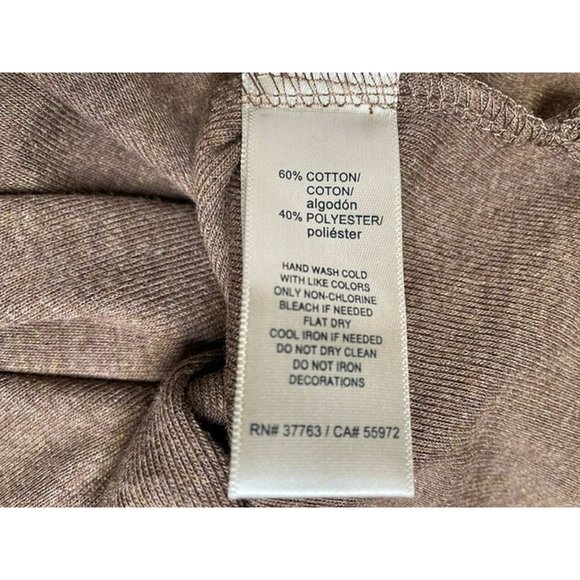 60% COTTON/
COTON/
algodón
40% POLYESTER/
poliéster
HAND WASH COLD
WITH LIKE COLORS
ONLY NON-CHLORINE
BLEACH IF NEEDED
FLAT DRY
COOL IRON IF NEEDED
DO NOT DRY CLEAN
DO NOT IRON
DECORATIONS
RN# 37763 / CA# 55972